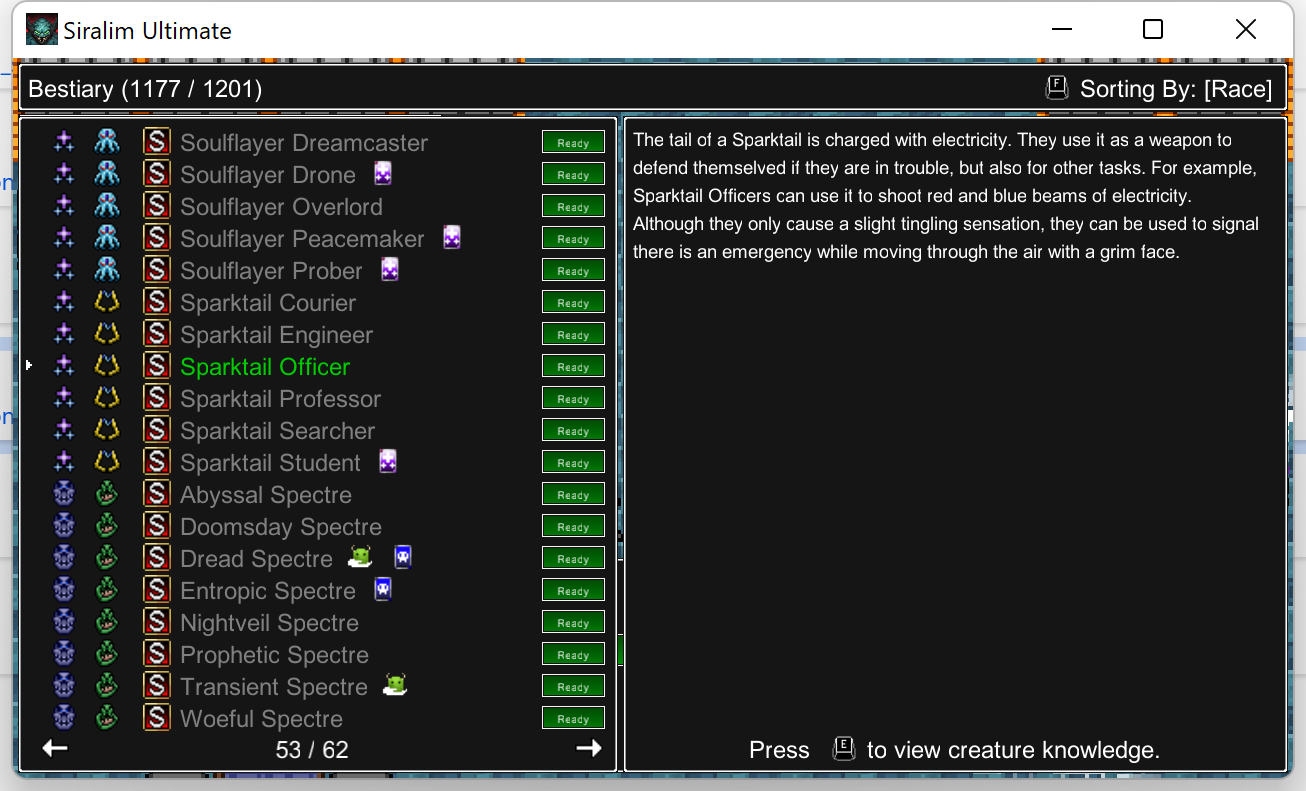 Siralim Ultimate
Bestiary (1177 / 1201)
F Sorting By: [Race]
S Soulflayer Dreamcaster Ready
S Soulflayer Drone Ready
S Soulflayer Overlord Ready
S Soulflayer Peacemaker Ready
S Soulflayer Prober Ready
S Sparktail Courier Ready
S Sparktail Engineer Ready
S Sparktail Officer Ready
S Sparktail Professor Ready
S Sparktail Searcher Ready
S Sparktail Student Ready
S Abyssal Spectre Ready
S Doomsday Spectre Ready
S Dread Spectre Ready
S Entropic Spectre Ready
S Nightveil Spectre Ready
S Prophetic Spectre Ready
S Transient Spectre Ready
S Woeful Spectre Ready
53 / 62
The tail of a Sparktail is charged with electricity. They use it as a weapon to
defend themselved if they are in trouble, but also for other tasks. For example,
Sparktail Officers can use it to shoot red and blue beams of electricity.
Although they only cause a slight tingling sensation, they can be used to signal
there is an emergency while moving through the air with a grim face.
Press E to view creature knowledge.